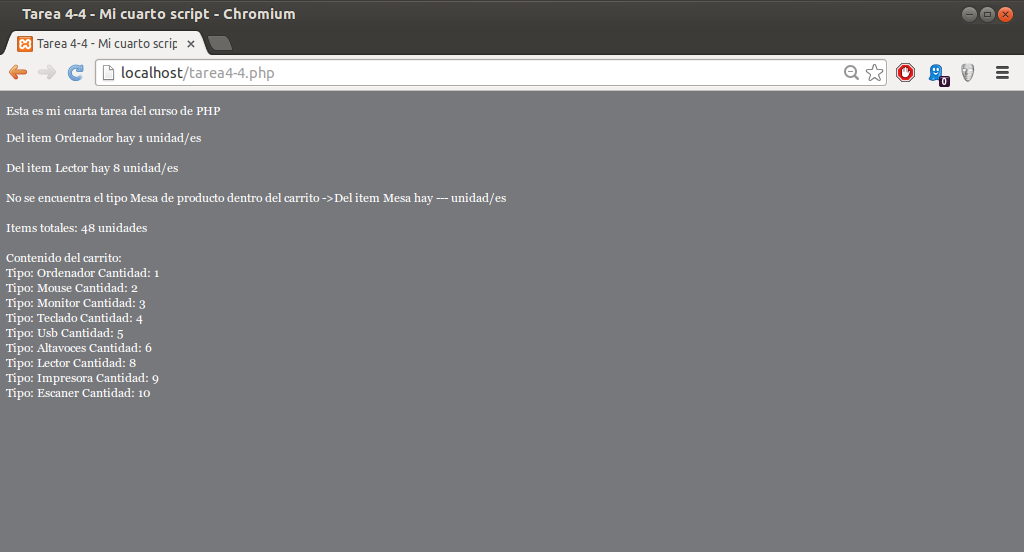 Tarea 4-4 - Mi cuarto script - Chromium
Tarea 4-4 - Mi cuarto scrip
localhost/tarea4-4.php
0
Esta es mi cuarta tarea del curso de PHP
Del item Ordenador hay 1 unidad/es
Del item Lector hay 8 unidad/es
No se encuentra el tipo Mesa de producto dentro del carrito ->Del item Mesa hay --- unidad/es
Items totales: 48 unidades
Contenido del carrito:
Tipo: Ordenador Cantidad: 1
Tipo: Mouse Cantidad: 2
Tipo: Monitor Cantidad: 3
Tipo: Teclado Cantidad: 4
Tipo: Usb Cantidad: 5
Tipo: Altavoces Cantidad: 6
Tipo: Lector Cantidad: 8
Tipo: Impresora Cantidad: 9
Tipo: Escaner Cantidad: 10